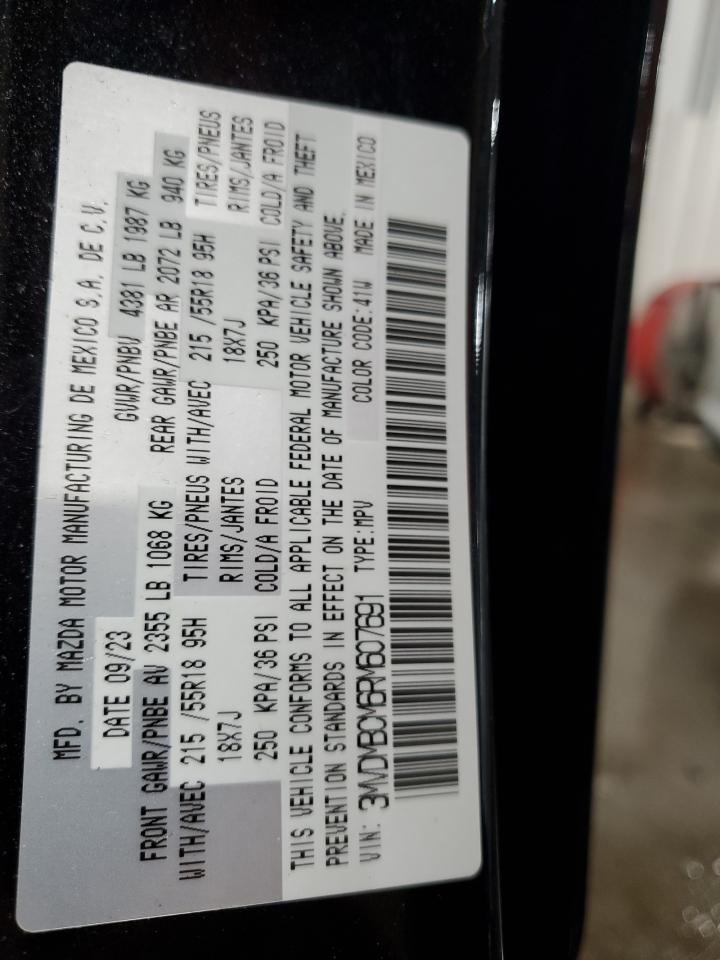 MFD. BY MAZDA MOTOR MANUFACTURING DE MEXICO S.A. DE C.V.
DATE 09/23 GVWR/PNBV 4381 LB 1987 KG
FRONT GAWR/PNBE AV 2355 LB 1068 KG REAR GAWR/PNBE AR 2072 LB 940 KG
WITH/AVEC 215 /55R18 95H TIRES/PNEUS WITH/AVEC 215 /55R18 95H TIRES/PNEUS
18X7J RIMS/JANTES 18X7J RIMS/JANTES
250 KPA/36 PSI COLD/A FROID 250 KPA/36 PSI COLD/A FROID
THIS VEHICLE CONFORMS TO ALL APPLICABLE FEDERAL MOTOR VEHICLE SAFETY AND THEFT
PREVENTION STANDARDS IN EFFECT ON THE DATE OF MANUFACTURE SHOWN ABOVE.
VIN: 3MVDMBCM6RM607691 TYPE:MPV COLOR CODE:41W MADE IN MEXICO